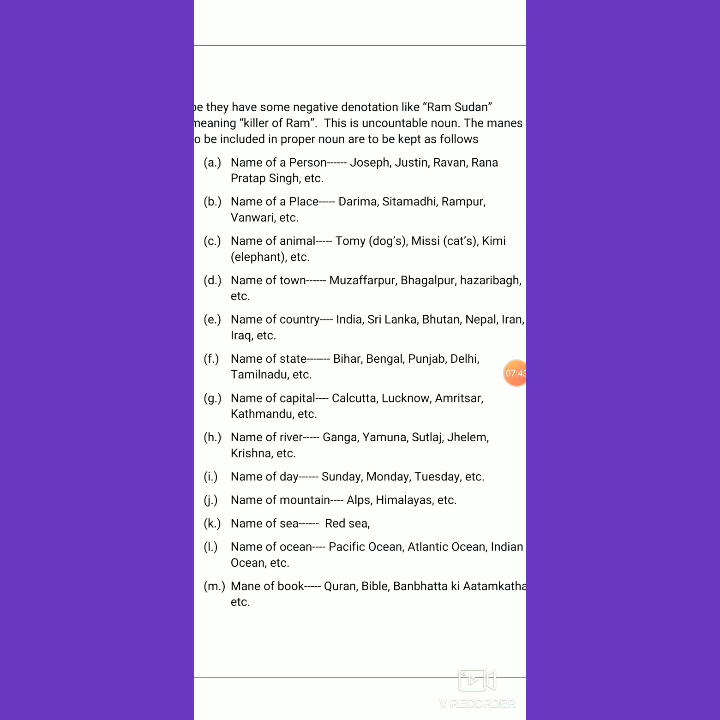 be they have some negative denotation like “Ram Sudan”
meaning “killer of Ram”. This is uncountable noun. The manes
to be included in proper noun are to be kept as follows
(a.) Name of a Person------ Joseph, Justin, Ravan, Rana
Pratap Singh, etc.
(b.) Name of a Place----- Darima, Sitamadhi, Rampur,
Vanwari, etc.
(c.) Name of animal----- Tomy (dog’s), Missi (cat’s), Kimi
(elephant), etc.
(d.) Name of town------ Muzaffarpur, Bhagalpur, hazaribagh,
etc.
(e.) Name of country---- India, Sri Lanka, Bhutan, Nepal, Iran,
Iraq, etc.
(f.) Name of state------- Bihar, Bengal, Punjab, Delhi,
07:43
Tamilnadu, etc.
(g.) Name of capital---- Calcutta, Lucknow, Amritsar,
Kathmandu, etc.
(h.) Name of river----- Ganga, Yamuna, Sutlaj, Jhelem,
Krishna, etc.
(i.) Name of day------ Sunday, Monday, Tuesday, etc.
(j.) Name of mountain---- Alps, Himalayas, etc.
(k.) Name of sea------ Red sea,
(l.) Name of ocean---- Pacific Ocean, Atlantic Ocean, Indian
Ocean, etc.
(m.) Mane of book----- Quran, Bible, Banbhatta ki Aatamkatha
etc.
V RECORDER